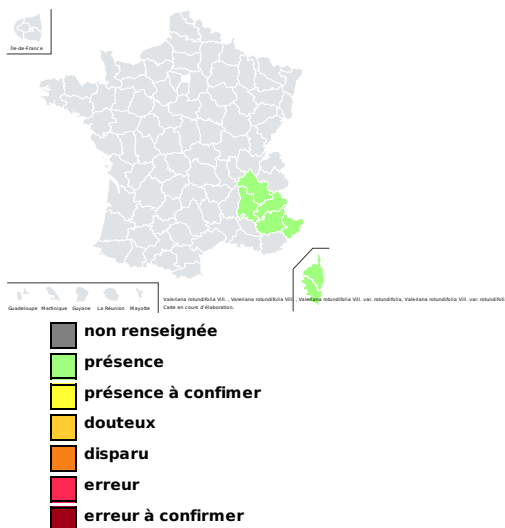 Île-de-France
Guadeloupe Martinique Guyane La Réunion Mayotte
Valeriana rotundifolia Vill. , Valeriana rotundifolia Vill. , Valeriana rotundifolia Vill. var. rotundifolia, Valeriana rotundifolia Vill. var. rotundifoli
Carte en cours d'élaboration.
non renseignée
présence
présence à confimer
douteux
disparu
erreur
erreur à confirmer